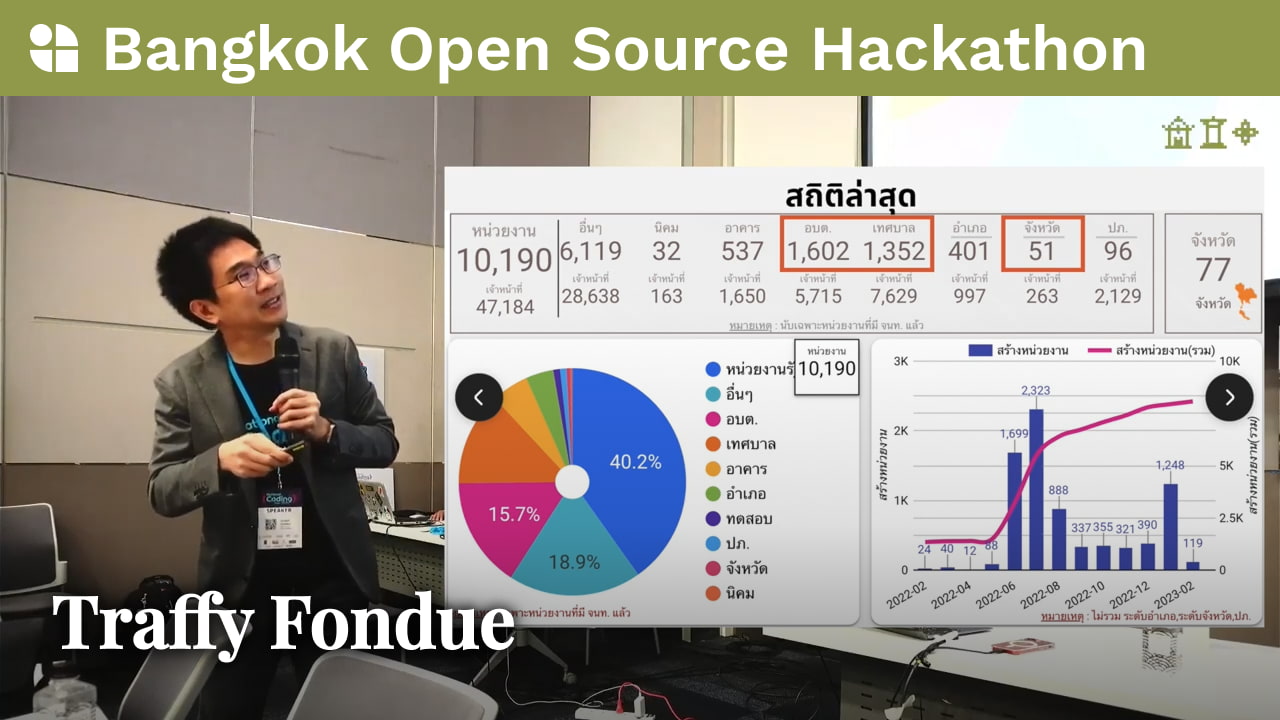 Bangkok Open Source Hackathon
สถิติล่าสุด
หน่วยงาน
10,190
เจ้าหน้าที่
47,184
อื่นๆ
6,119
เจ้าหน้าที่
28,638
นิคม
32
เจ้าหน้าที่
163
อาคาร
537
เจ้าหน้าที่
1,650
อบต.
1,602
เจ้าหน้าที่
5,715
เทศบาล
1,352
เจ้าหน้าที่
7,629
อำเภอ
401
เจ้าหน้าที่
997
จังหวัด
51
เจ้าหน้าที่
263
ปภ.
96
เจ้าหน้าที่
2,129
หมายเหตุ : นับเฉพาะหน่วยงานที่มี จนท. แล้ว
จังหวัด
77
จังหวัด
40.2%
18.9%
15.7%
หน่วยงานรั
อื่นๆ
อบต.
เทศบาล
อาคาร
อำเภอ
ทดสอบ
ปภ.
จังหวัด
นิคม
หน่วยงาน
10,190
เฉพาะหน่วยงานที่มี จนท. แล้ว
สร้างหน่วยงาน
สร้างหน่วยงาน(รวม)
สร้างหน่วยงาน
3K
2K
1K
0
10K
5K
2.5K
0
สร้างหน่วยงาน(รวม)
24
40
12
88
1,699
2,323
888
337
355
321
390
1,248
119
2022-02
2022-04
2022-06
2022-08
2022-10
2022-12
2023-02
หมายเหตุ : ไม่รวม ระดับอำเภอ,ระดับจังหวัด,ปภ.
Coding
SPEAKER
Traffy Fondue